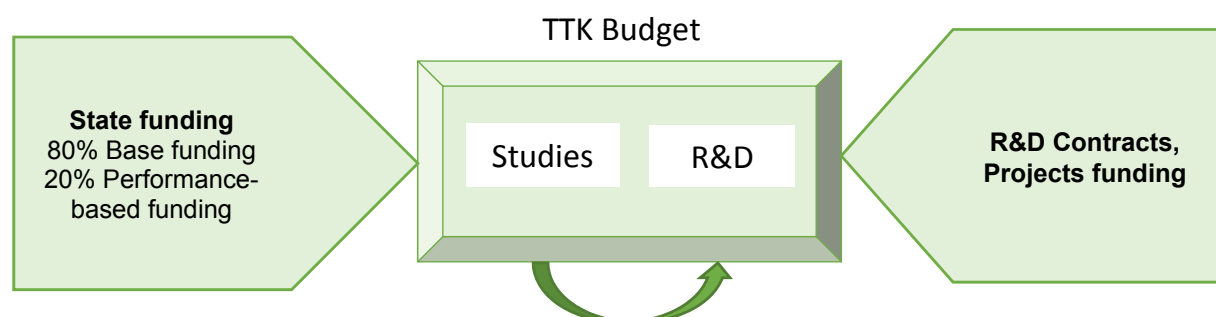 TTK Budget
State funding
80% Base funding
20% Performance-
based funding
Studies
R&D
R&D Contracts,
Projects funding